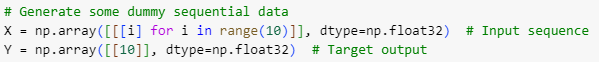 # Generate some dummy sequential data
X = np.array([[[i] for i in range(10)]], dtype=np.float32)  # Input sequence
Y = np.array([[10]], dtype=np.float32)  # Target output